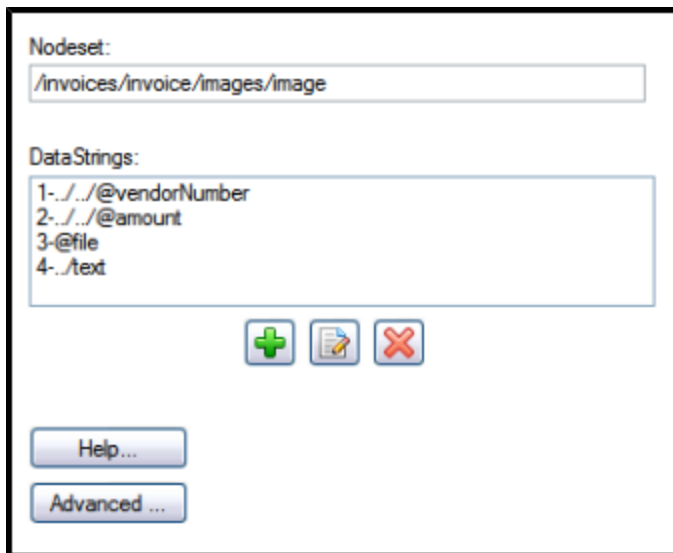 Nodeset:
/invoices/invoice/images/image
DataStrings:
1-../../@vendorNumber
2-../../@amount
3-@file
4-../text
Help...
Advanced ...